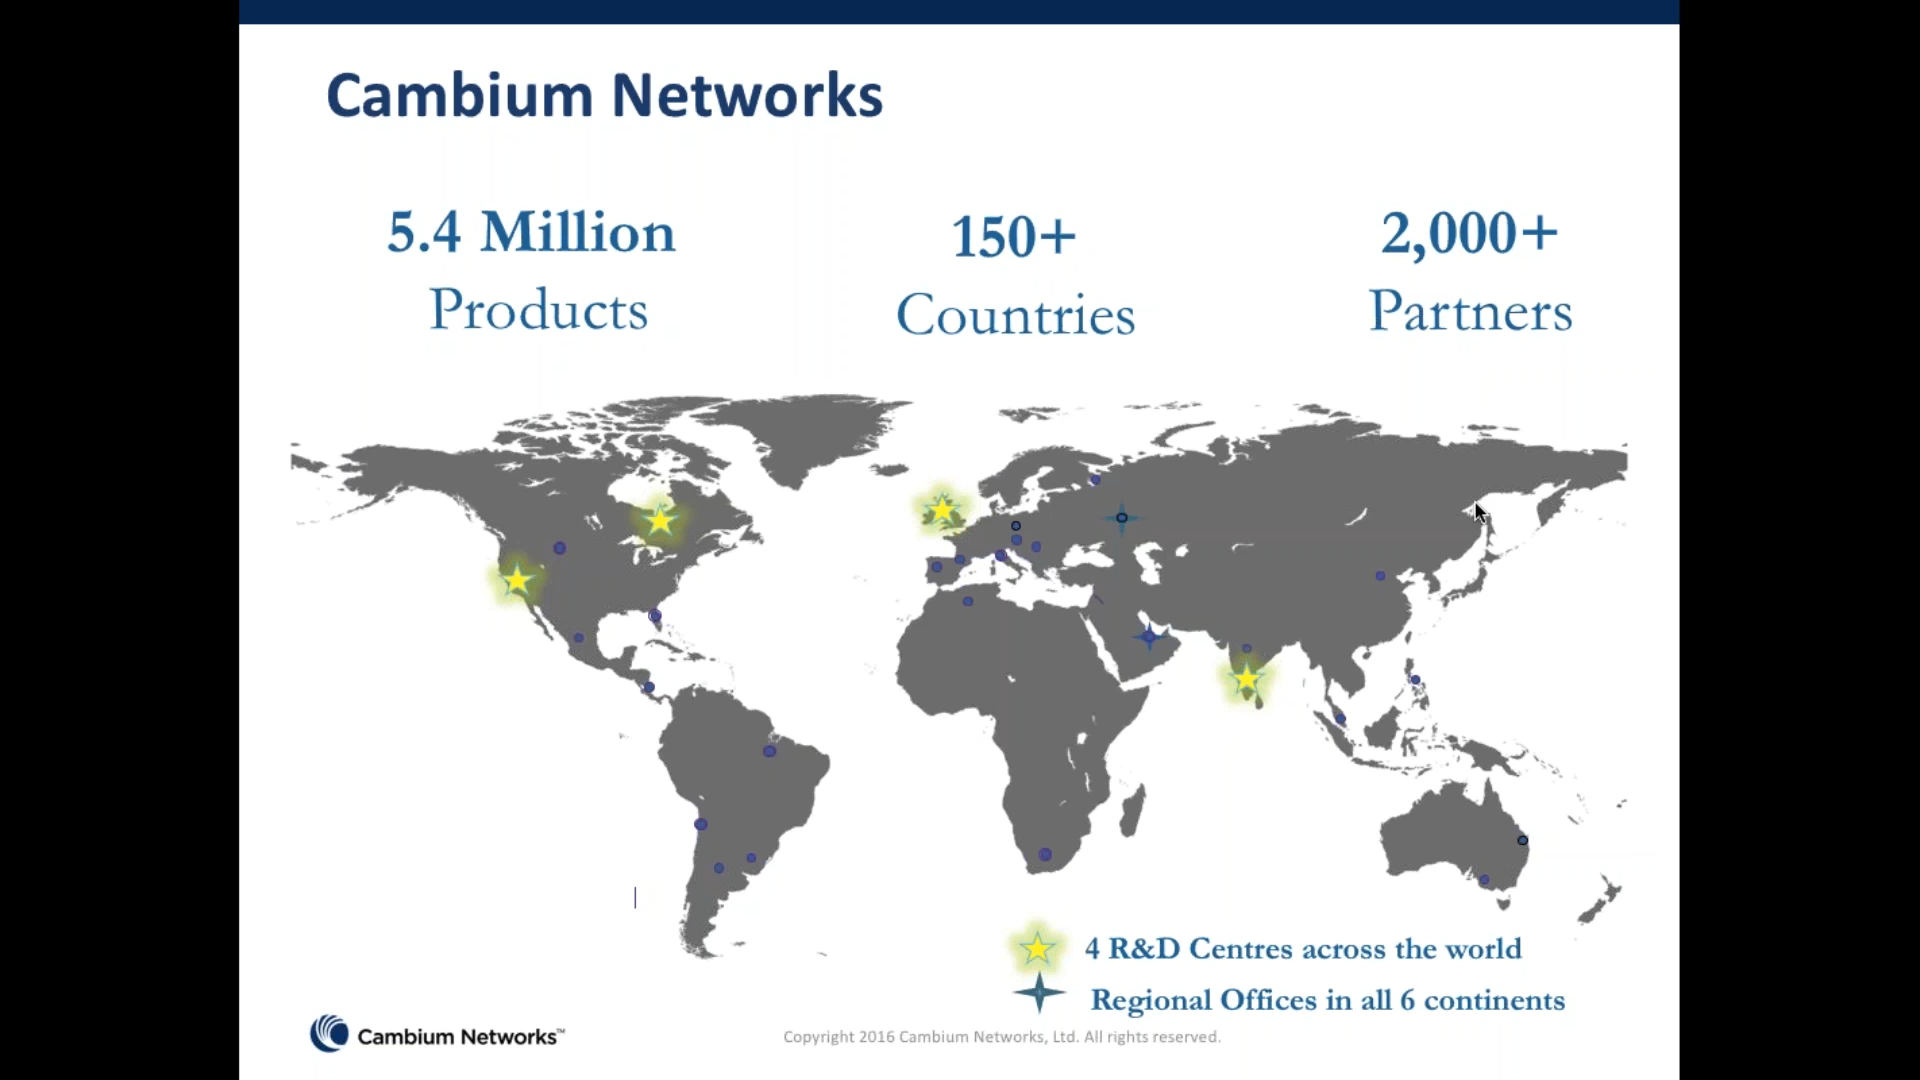 Cambium Networks
5.4 Million
Products
150+
Countries
2,000+
Partners
4 R&D Centres across the world
Regional Offices in all 6 continents
Cambium Networks™
Copyright 2016 Cambium Networks, Ltd. All rights reserved.